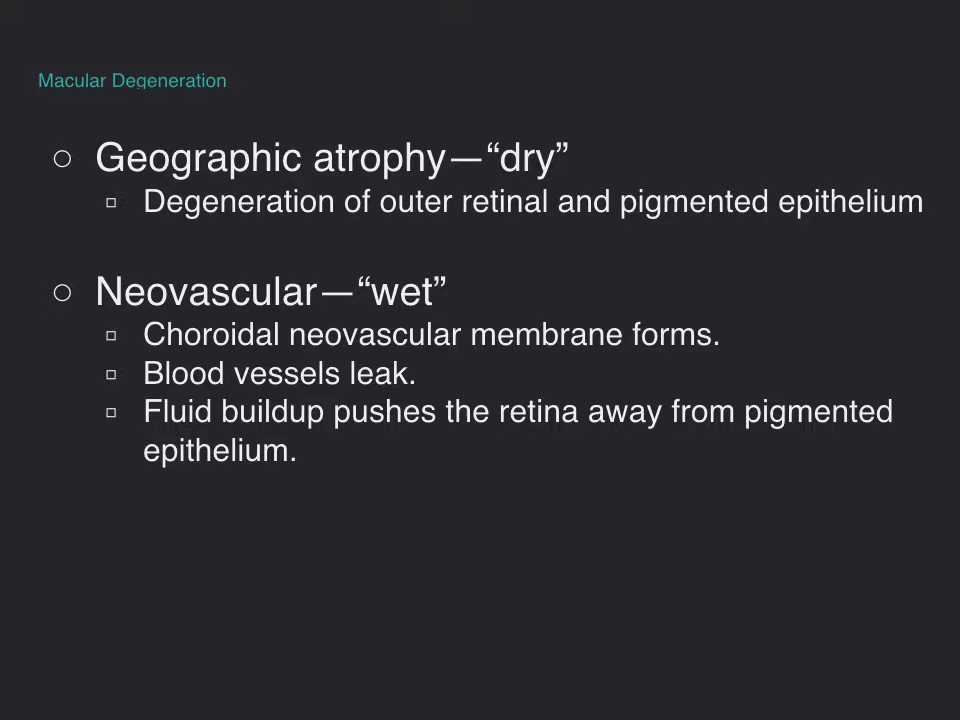 Macular Degeneration
○ Geographic atrophy—“dry”
▫ Degeneration of outer retinal and pigmented epithelium
○ Neovascular—“wet”
▫ Choroidal neovascular membrane forms.
▫ Blood vessels leak.
▫ Fluid buildup pushes the retina away from pigmented
epithelium.